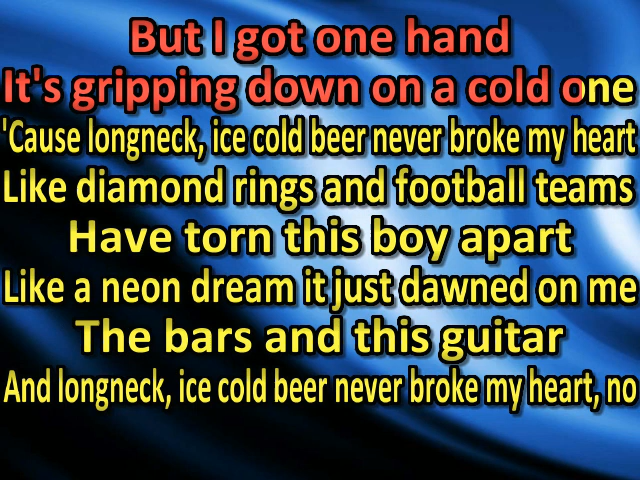 But I got one hand
It's gripping down on a cold one
'Cause longneck, ice cold beer never broke my heart
Like diamond rings and football teams
Have torn this boy apart
Like a neon dream it just dawned on me
The bars and this guitar
And longneck, ice cold beer never broke my heart, no